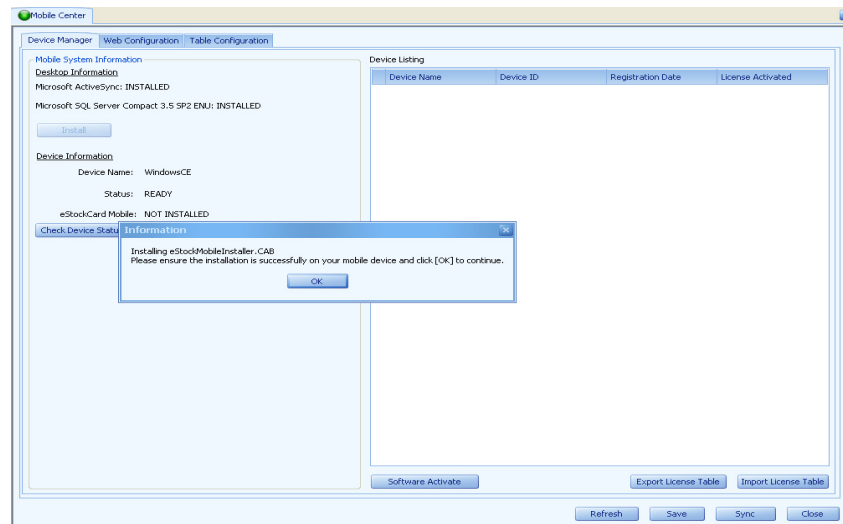 Mobile Center
Device Manager Web Configuration Table Configuration
Mobile System Information
Desktop Information
Microsoft ActiveSync: INSTALLED
Microsoft SQL Server Compact 3.5 SP2 ENU: INSTALLED
Install
Device Information
Device Name: WindowsCE
Status: READY
eStockCard Mobile: NOT INSTALLED
Check Device Statu
Device Listing
Device Name Device ID Registration Date License Activated
Information
Installing eStockMobileInstaller.CAB
Please ensure the installation is successfully on your mobile device and click [OK] to continue.
OK
Software Activate Export License Table Import License Table
Refresh Save Sync Close